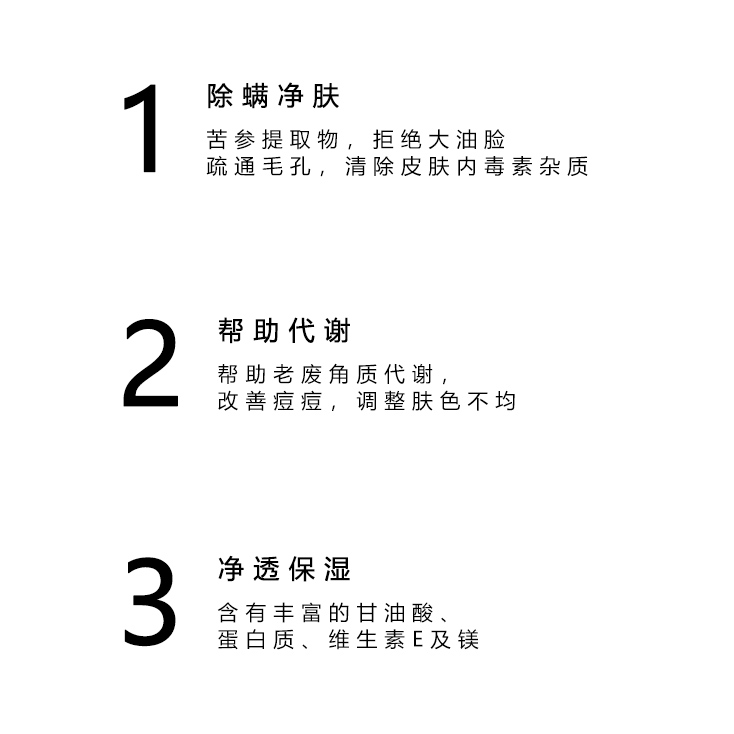 1
除螨净肤
苦参提取物，拒绝大油脸
疏通毛孔，清除皮肤内毒素杂质
2
帮助代谢
帮助老废角质代谢，
改善痘痘，调整肤色不均
3
净透保湿
含有丰富的甘油酸、
蛋白质、维生素E及镁